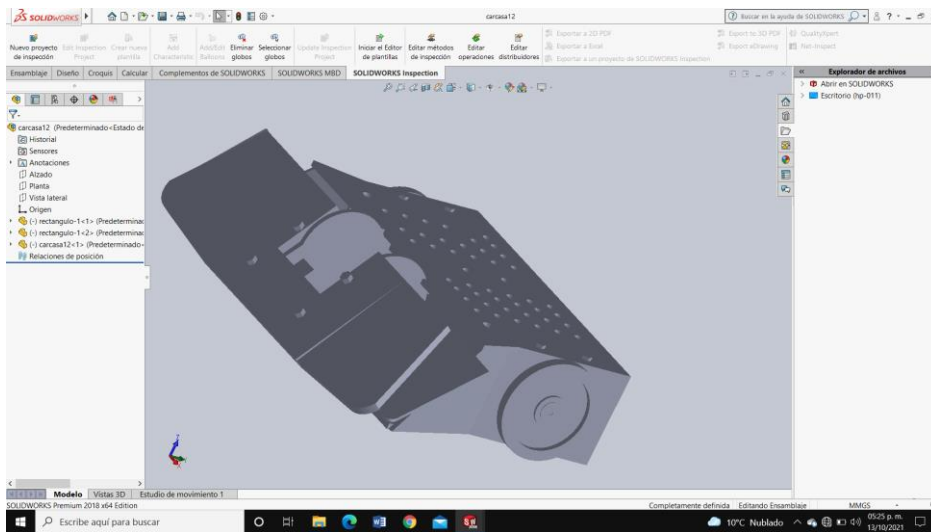 SOLIDWORKS
carcasa12
Buscar en la ayuda de SOLIDWORKS
Nuevo proyecto de inspección
Edit Inspection Project
Crear nueva plantilla
Add Characteristic
Add/Edit Balloons
Eliminar globos
Seleccionar globos
Update Inspection Project
Iniciar el Editor de plantillas
Editar métodos de inspección
Editar operaciones
Editar distribuidores
Exportar a 2D PDF
Exportar a Excel
Exportar a un proyecto de SOLIDWORKS Inspection
Export to 3D PDF
Export eDrawing
QualityXpert
Net-Inspect
Ensamblaje Diseño Croquis Calcular Complementos de SOLIDWORKS SOLIDWORKS MBD SOLIDWORKS Inspection
Explorador de archivos
Abrir en SOLIDWORKS
Escritorio (hp-011)
carcasa12 (Predeterminado<Estado de
Historial
Sensores
Anotaciones
Alzado
Planta
Vista lateral
Origen
(-) rectangulo-1<1> (Predeterminac
(-) rectangulo-1<2> (Predeterminac
(-) carcasa12<1> (Predeterminado-
Relaciones de posición
Modelo Vistas 3D Estudio de movimiento 1
SOLIDWORKS Premium 2018 x64 Edition
Completamente definida Editando Ensamblaje MMGS
Escribe aquí para buscar
10°C Nublado
05:25 p. m.
13/10/2021